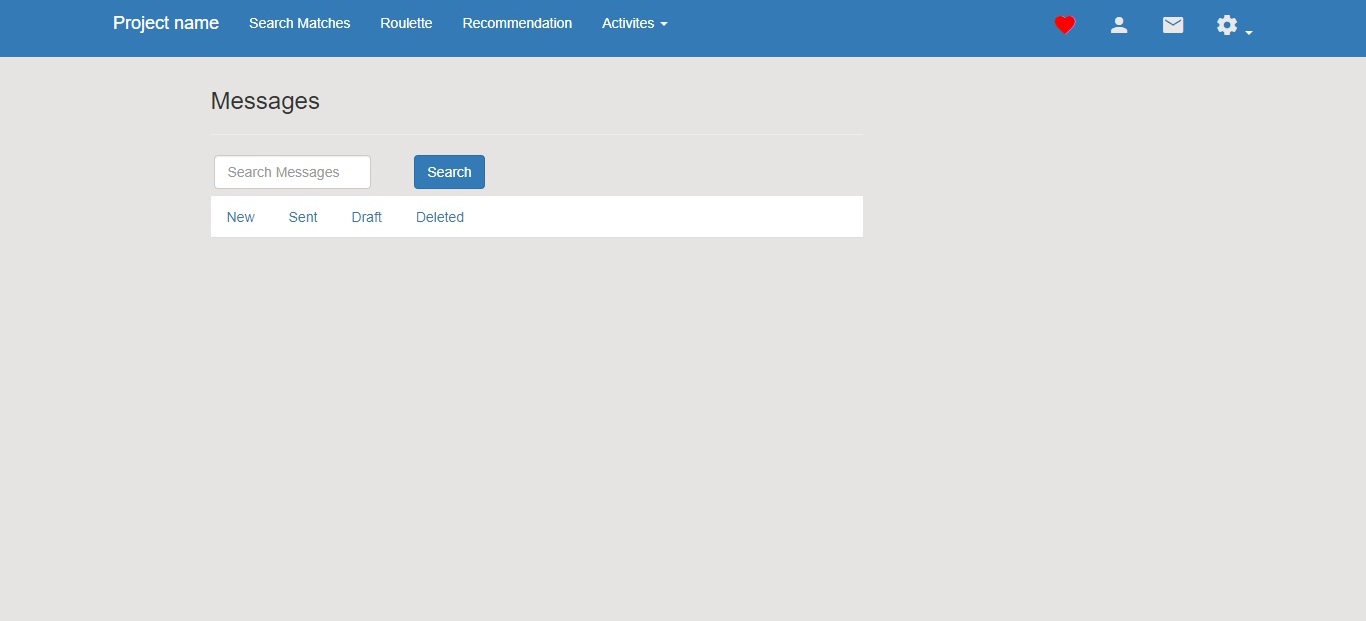 Project name Search Matches Roulette Recommendation Activites
Messages
Search Messages Search
New Sent Draft Deleted